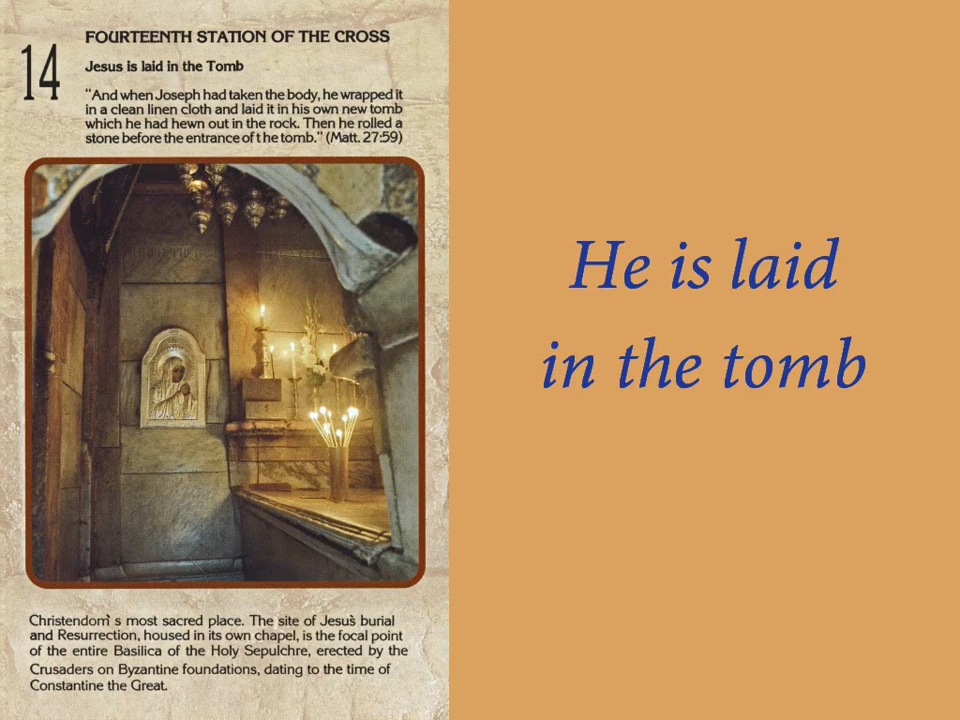 14
FOURTEENTH STATION OF THE CROSS
Jesus is laid in the Tomb
“And when Joseph had taken the body, he wrapped it
in a clean linen cloth and laid it in his own new tomb
which he had hewn out in the rock. Then he rolled a
stone before the entrance of t he tomb.” (Matt. 27:59)
Christendom` s most sacred place. The site of Jesus` burial
and Resurrection, housed in its own chapel, is the focal point
of the entire Basilica of the Holy Sepulchre, erected by the
Crusaders on Byzantine foundations, dating to the time of
Constantine the Great.
He is laid
in the tomb